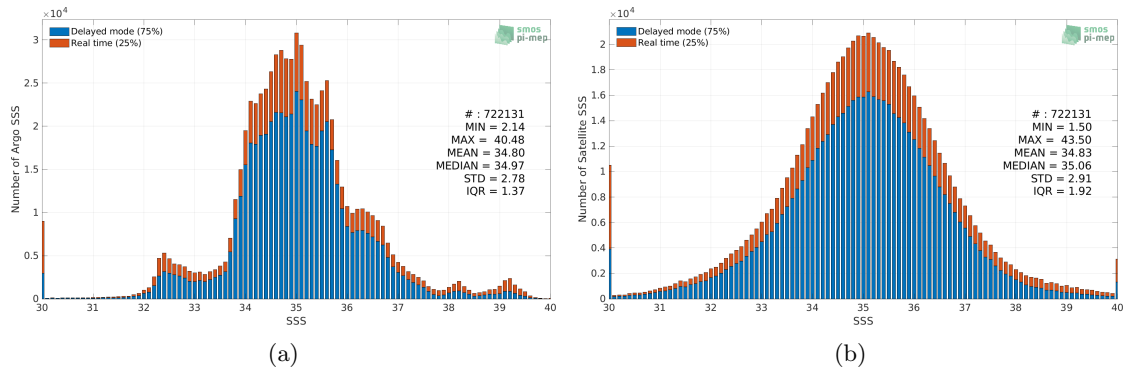 ×10⁴
Delayed mode (75%)
Real time (25%)
smos
pi-mep
# : 722131
MIN = 2.14
MAX = 40.48
MEAN = 34.80
MEDIAN = 34.97
STD = 2.78
IQR = 1.37
Number of Argo SSS
3
2.5
2
1.5
1
0.5
0
30 31 32 33 34 35 36 37 38 39 40
SSS
(a)
×10⁴
Delayed mode (75%)
Real time (25%)
smos
pi-mep
# : 722131
MIN = 1.50
MAX = 43.50
MEAN = 34.83
MEDIAN = 35.06
STD = 2.91
IQR = 1.92
Number of Satellite SSS
2
1.8
1.6
1.4
1.2
1
0.8
0.6
0.4
0.2
0
30 31 32 33 34 35 36 37 38 39 40
SSS
(b)